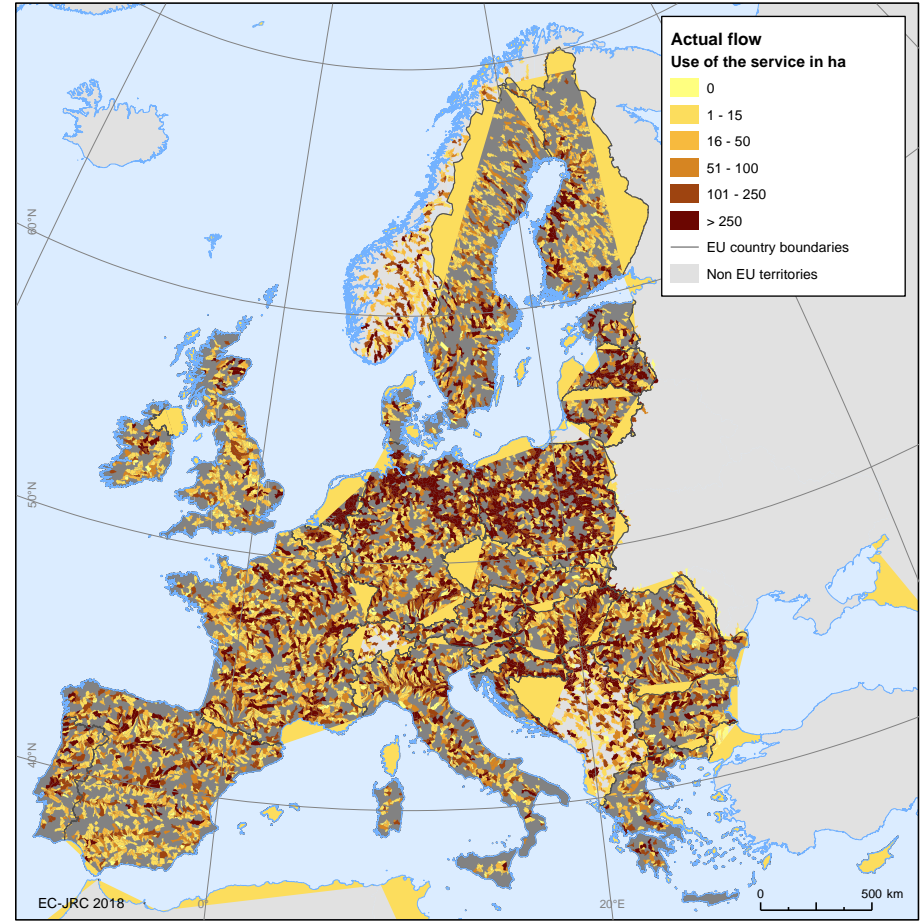 Actual flow
Use of the service in ha
0
1 - 15
16 - 50
51 - 100
101 - 250
> 250
EU country boundaries
Non EU territories
60°N
50°N
40°N
0°
20°E
EC-JRC 2018
0 500 km